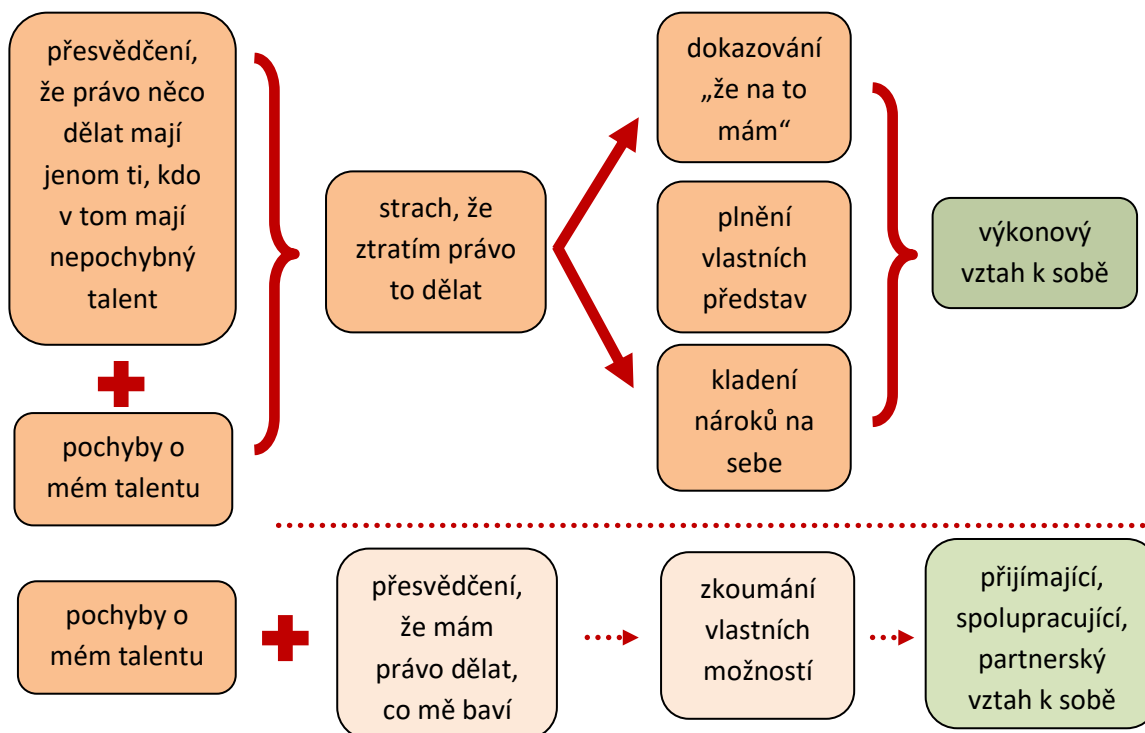 přesvědčení,
že právo něco
dělat mají
jenom ti, kdo
v tom mají
nepochybný
talent
pochyby o
mém talentu
strach, že
ztratím právo
to dělat
dokazování
„že na to
mám“
plnění
vlastních
představ
kladení
nároků na
sebe
výkonový
vztah k sobě
pochyby o
mém talentu
přesvědčení,
že mám
právo dělat,
co mě baví
zkoumání
vlastních
možností
přijímající,
spolupracující,
partnerský
vztah k sobě